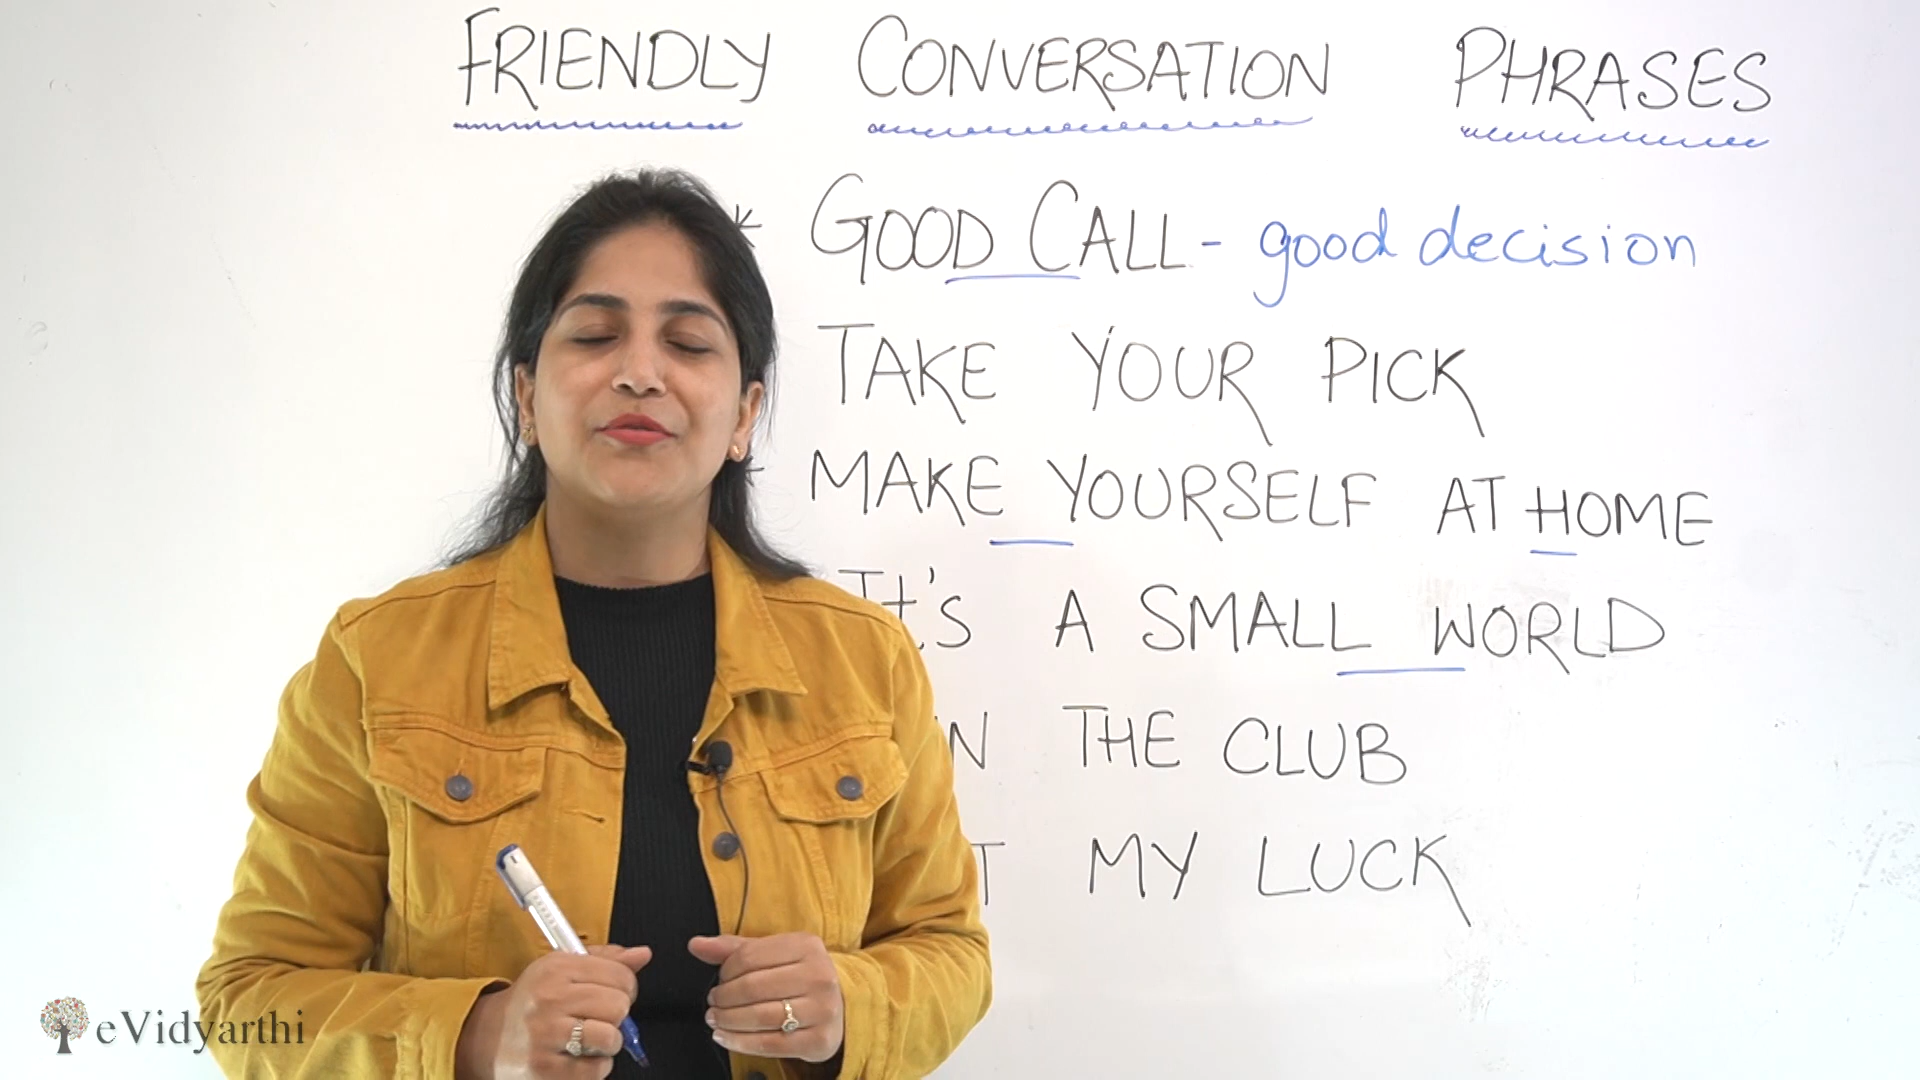 FRIENDLY CONVERSATION PHRASES
* GOOD CALL - good decision
TAKE YOUR PICK
MAKE YOURSELF AT HOME
It's A SMALL WORLD
THE CLUB
MY LUCK
eVidyarthi